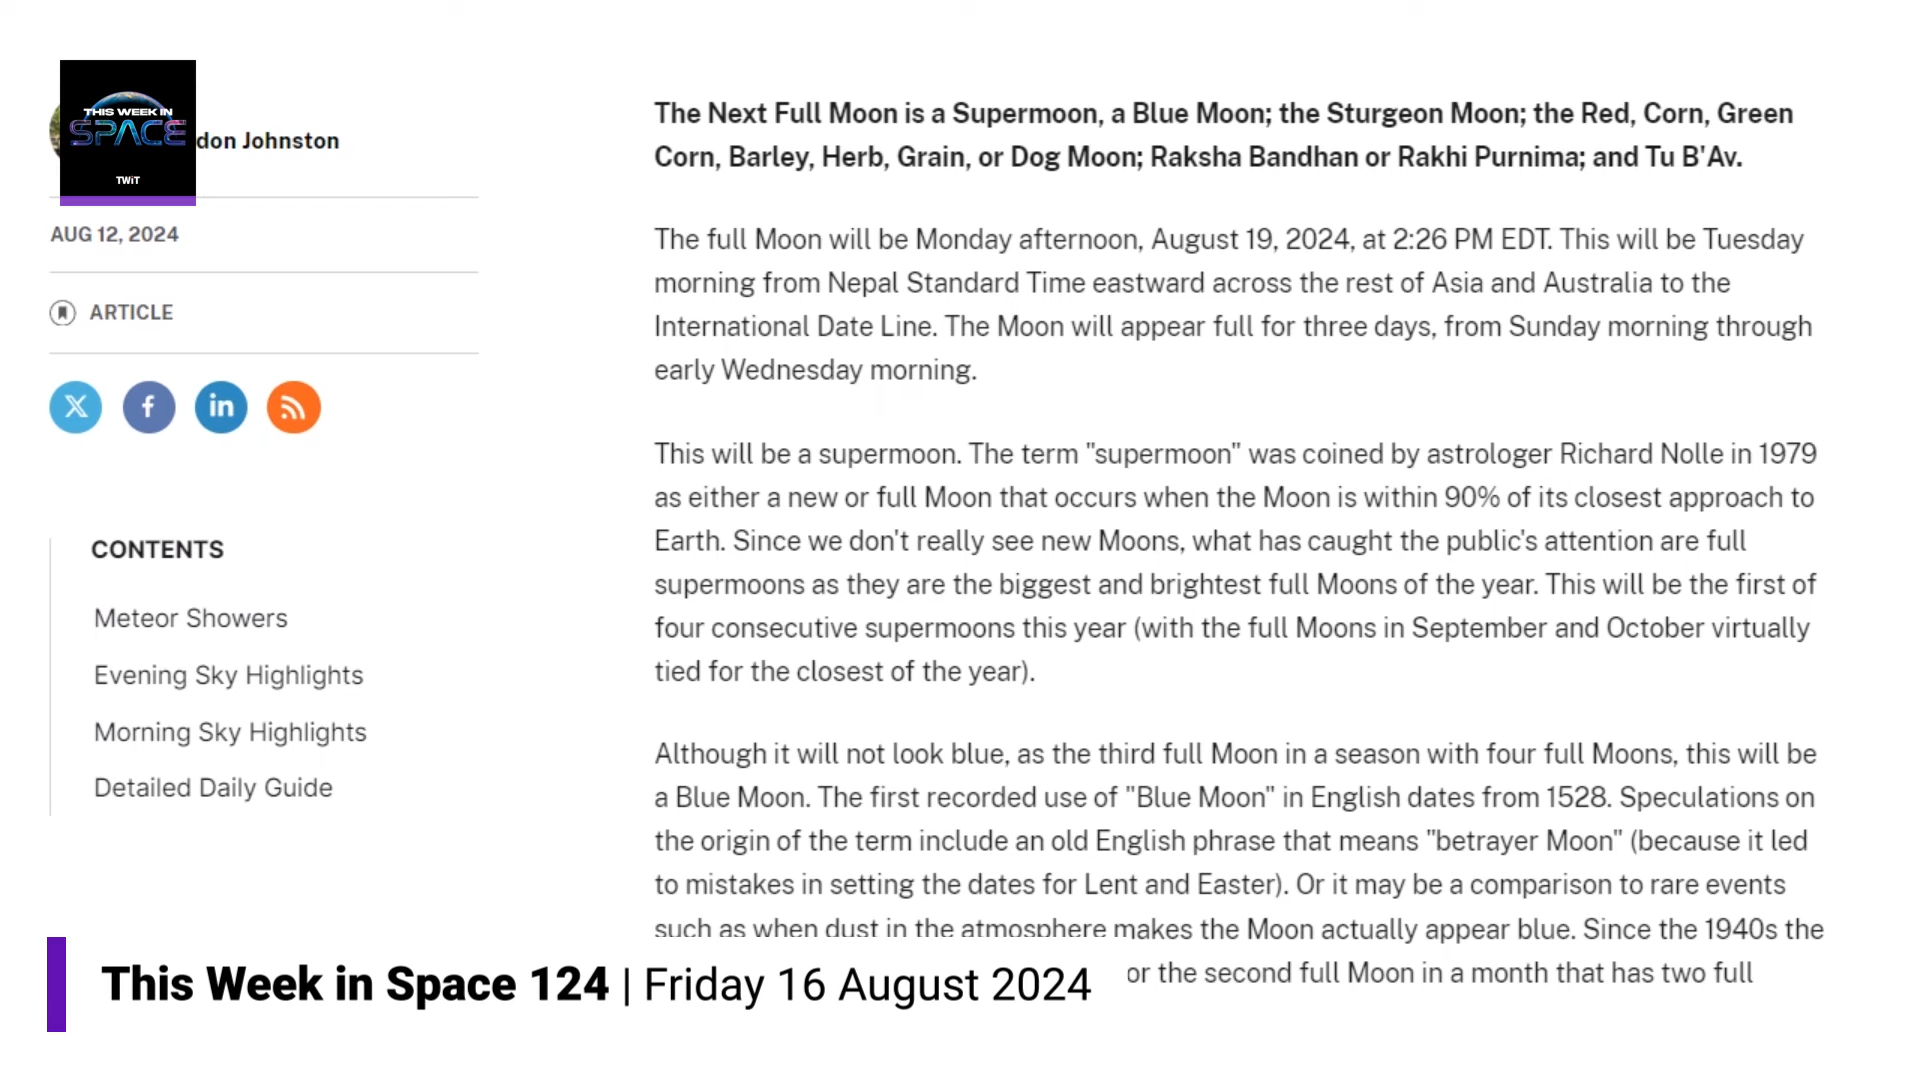 THIS WEEK IN
SPACE
TWiT
don Johnston
AUG 12, 2024
ARTICLE
X
f
in
CONTENTS
Meteor Showers
Evening Sky Highlights
Morning Sky Highlights
Detailed Daily Guide
The Next Full Moon is a Supermoon, a Blue Moon; the Sturgeon Moon; the Red, Corn, Green
Corn, Barley, Herb, Grain, or Dog Moon; Raksha Bandhan or Rakhi Purnima; and Tu B'Av.
The full Moon will be Monday afternoon, August 19, 2024, at 2:26 PM EDT. This will be Tuesday
morning from Nepal Standard Time eastward across the rest of Asia and Australia to the
International Date Line. The Moon will appear full for three days, from Sunday morning through
early Wednesday morning.
This will be a supermoon. The term "supermoon" was coined by astrologer Richard Nolle in 1979
as either a new or full Moon that occurs when the Moon is within 90% of its closest approach to
Earth. Since we don't really see new Moons, what has caught the public's attention are full
supermoons as they are the biggest and brightest full Moons of the year. This will be the first of
four consecutive supermoons this year (with the full Moons in September and October virtually
tied for the closest of the year).
Although it will not look blue, as the third full Moon in a season with four full Moons, this will be
a Blue Moon. The first recorded use of "Blue Moon" in English dates from 1528. Speculations on
the origin of the term include an old English phrase that means "betrayer Moon" (because it led
to mistakes in setting the dates for Lent and Easter). Or it may be a comparison to rare events
such as when dust in the atmosphere makes the Moon actually appear blue. Since the 1940s the
or the second full Moon in a month that has two full
This Week in Space 124 | Friday 16 August 2024